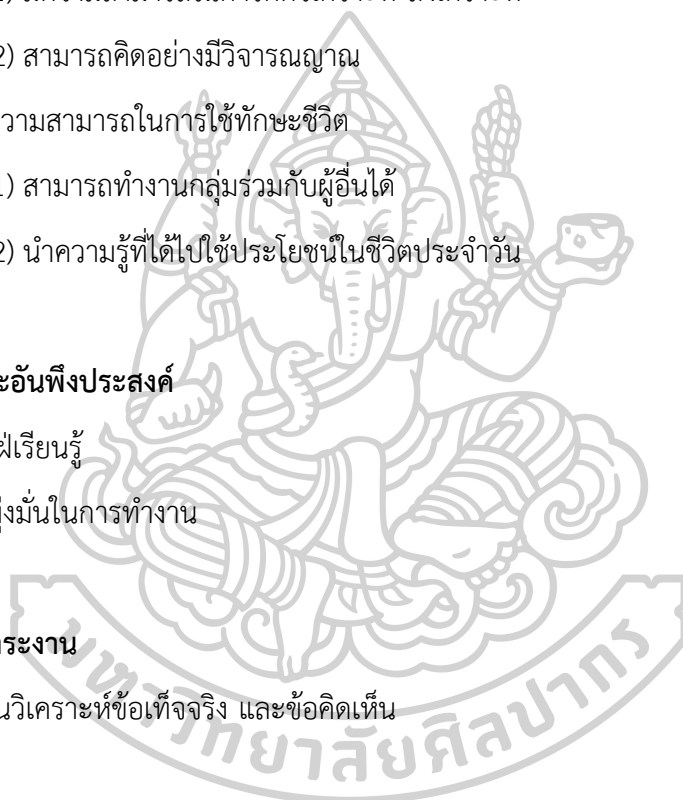 2) สามารถคิดอย่างมีวิจารณญาณ
วามสามารถในการใช้ทักษะชีวิต
1) สามารถทำงานกลุ่มร่วมกับผู้อื่นได้
2) นำความรู้ที่ได้ไปใช้ประโยชน์ในชีวิตประจำวัน
ะอันพึงประสงค์
ฝ่เรียนรู้
ุ่งมั่นในการทำงาน
าระงาน
นวิเคราะห์ข้อเท็จจริง และข้อคิดเห็น
มหาวิทยาลัยศิลปากร